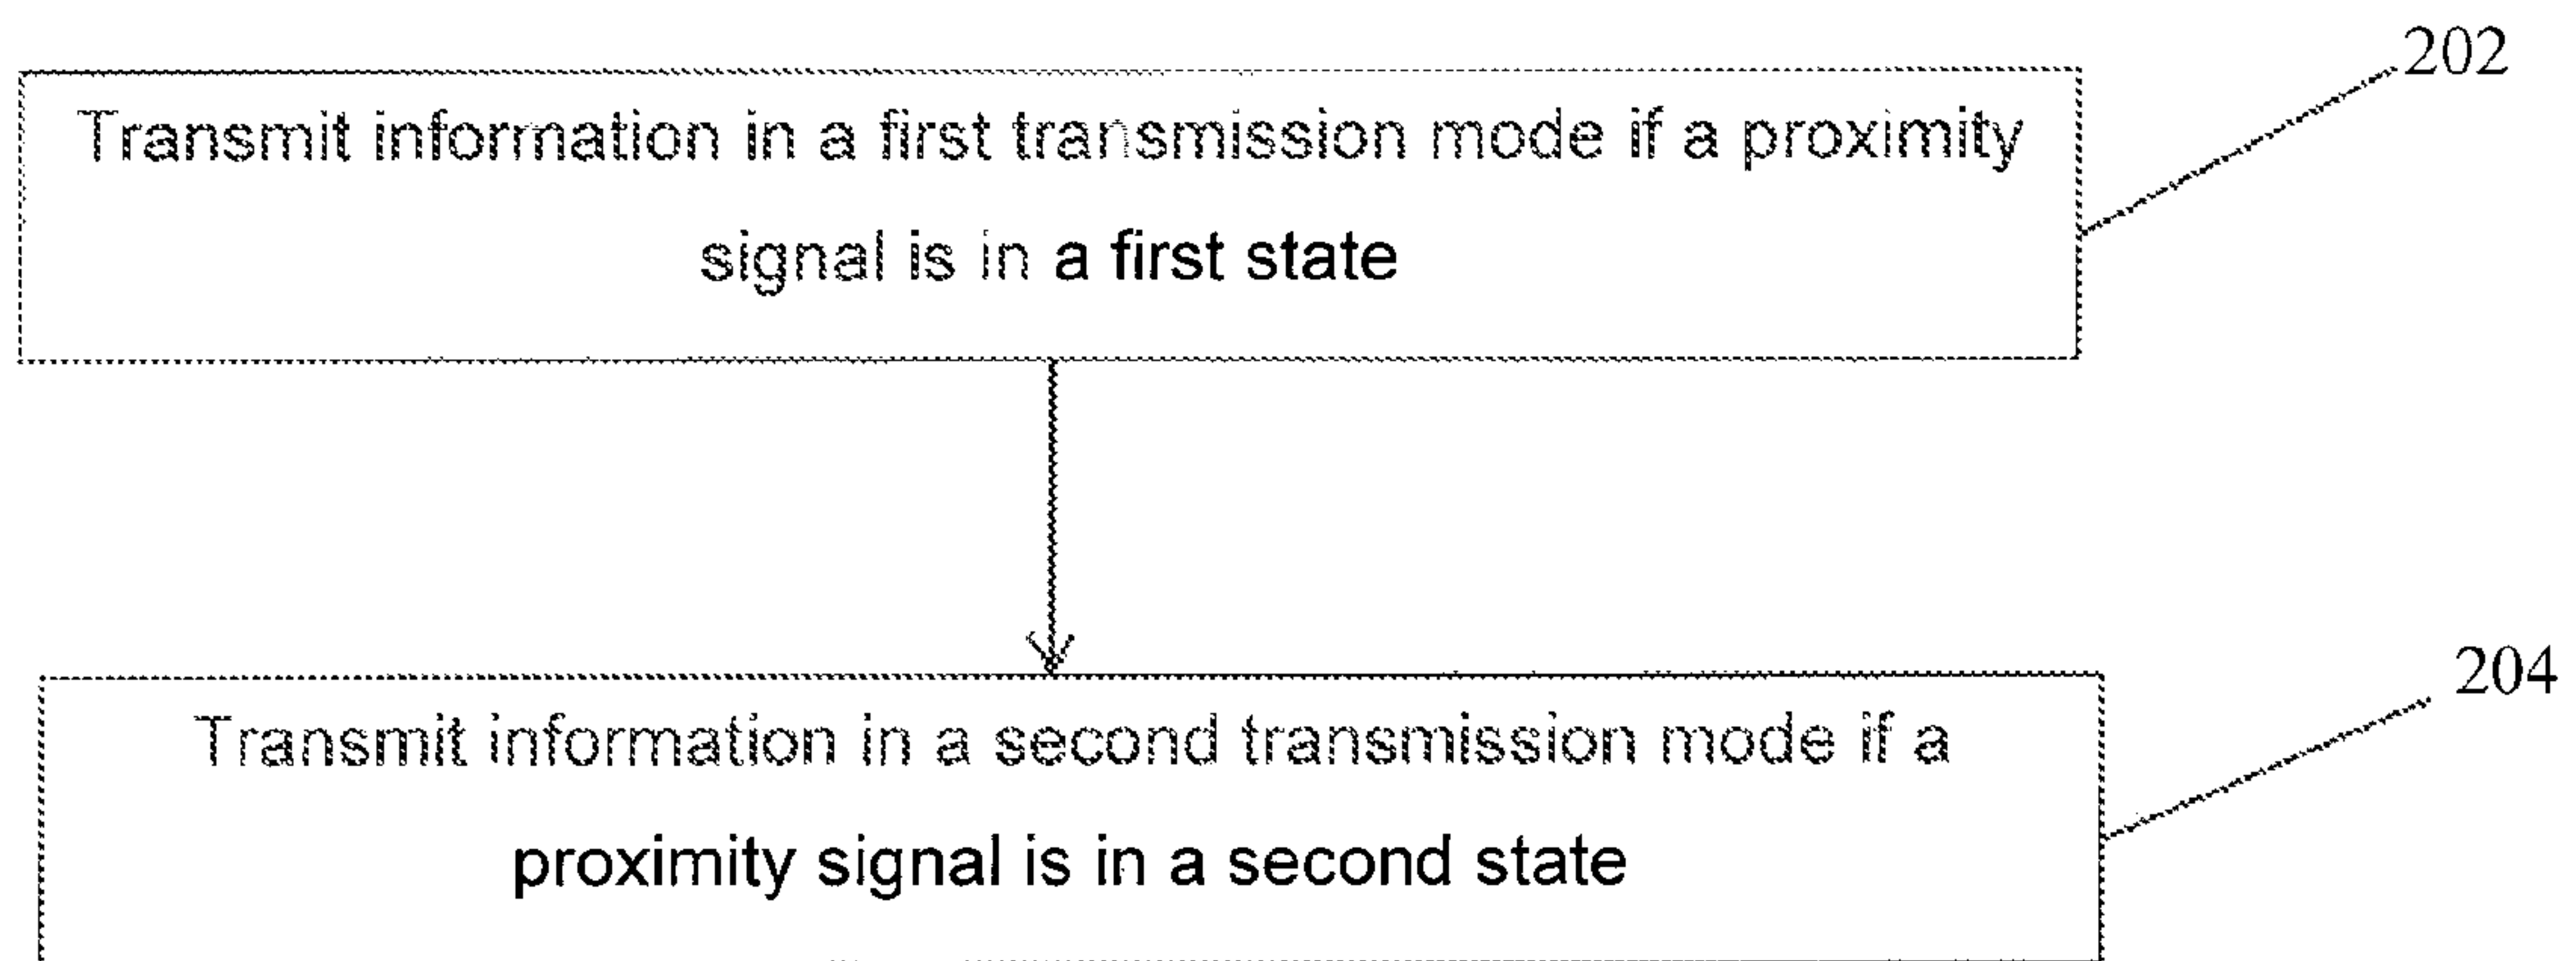 202
Transmit information in a first transmission mode if a proximity
signal is in a first state
204
Transmit information in a second transmission mode if a
proximity signal is in a second state